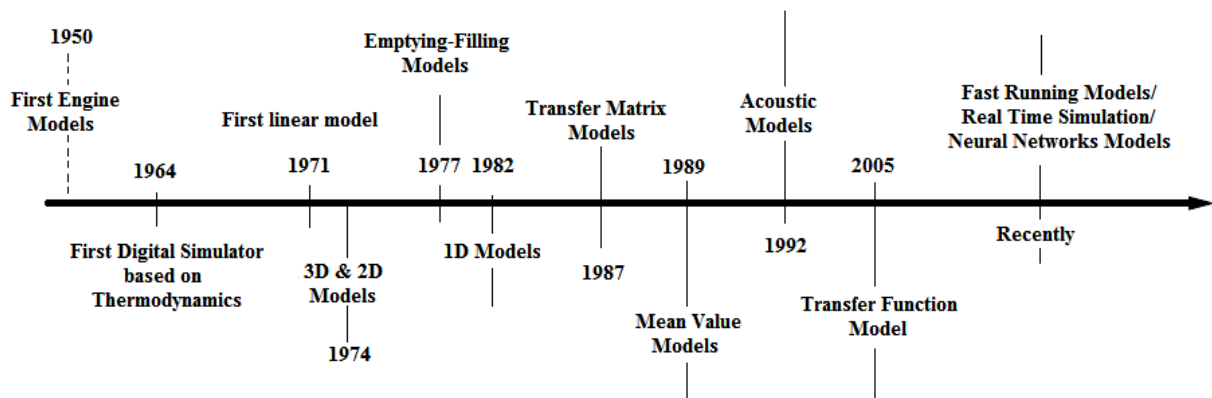 1950
First Engine
Models
1964
First Digital Simulator
based on
Thermodynamics
First linear model
1971
3D & 2D
Models
1974
Emptying-Filling
Models
1977
1982
1D Models
Transfer Matrix
Models
1987
1989
Mean Value
Models
Acoustic
Models
1992
2005
Transfer Function
Model
Fast Running Models/
Real Time Simulation/
Neural Networks Models
Recently